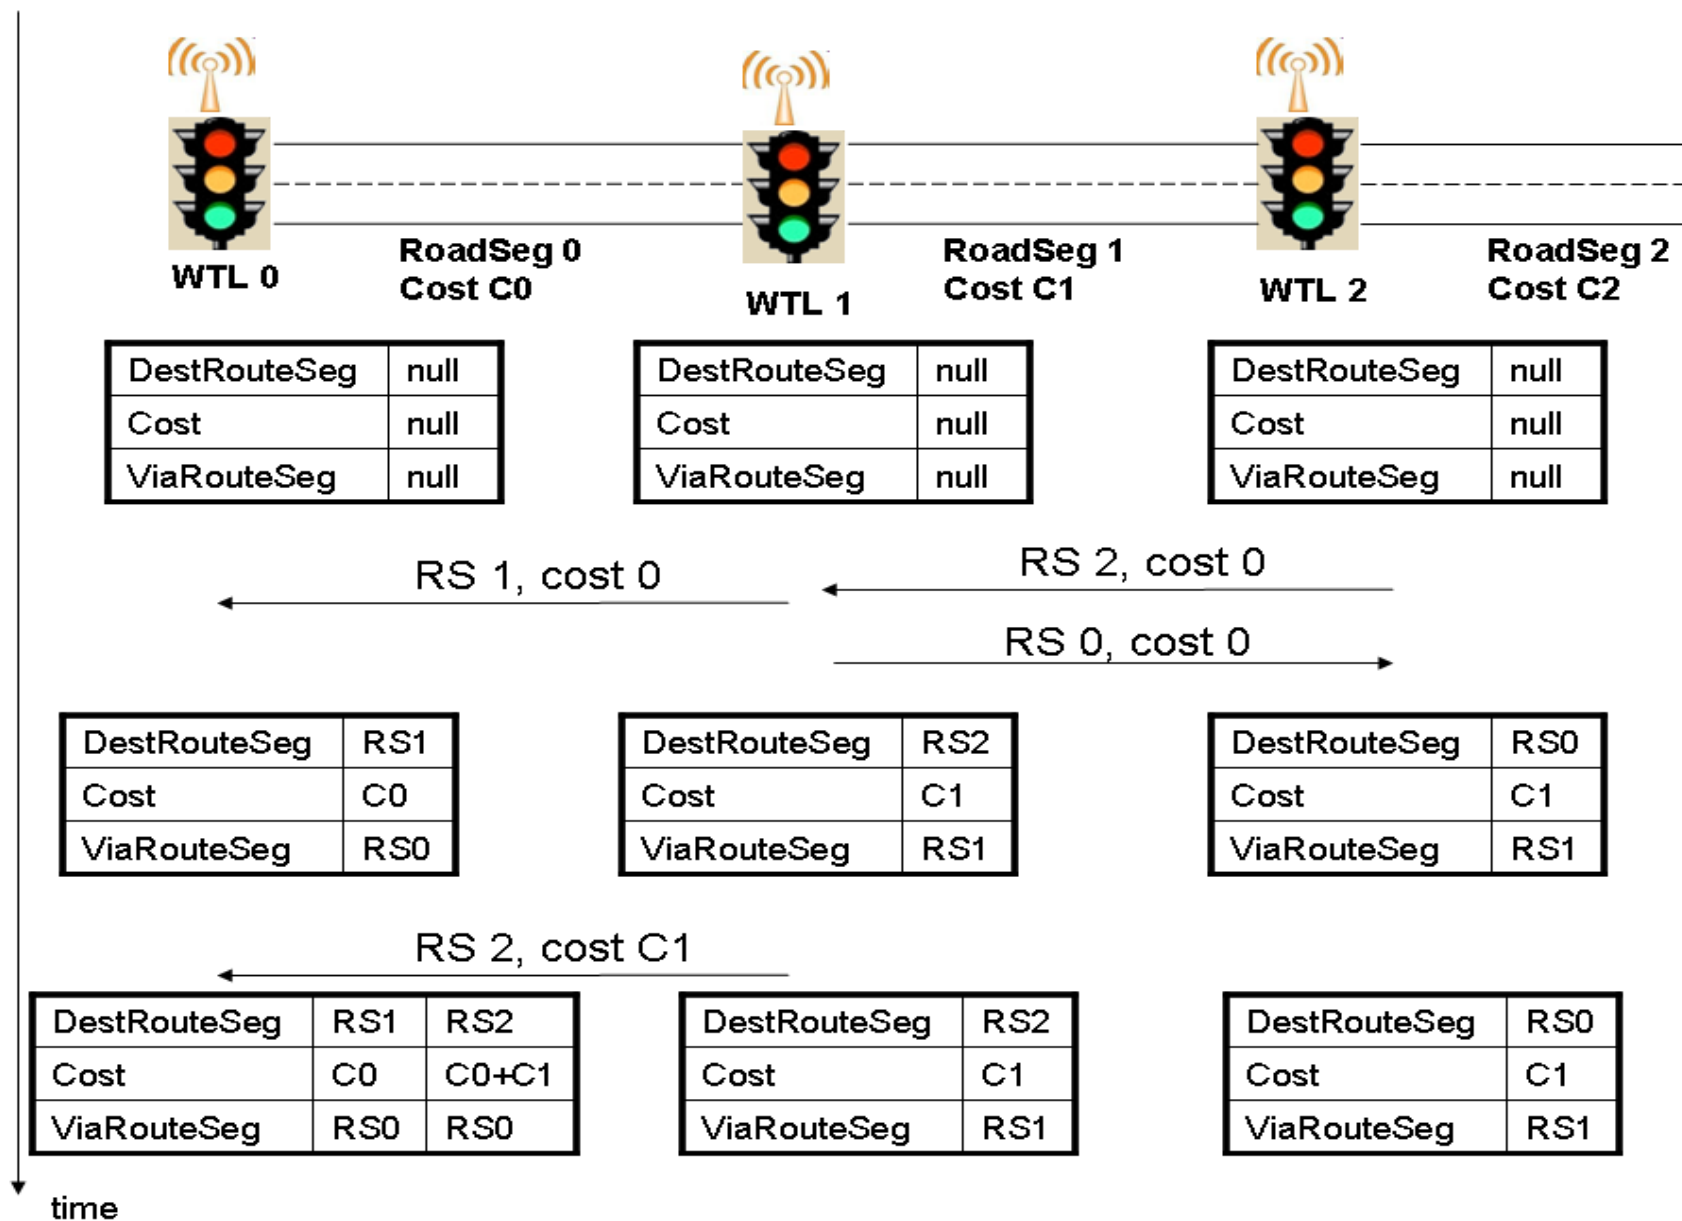 WTL 0
RoadSeg 0
Cost C0
WTL 1
RoadSeg 1
Cost C1
WTL 2
RoadSeg 2
Cost C2
DestRouteSeg null
Cost null
ViaRouteSeg null
DestRouteSeg null
Cost null
ViaRouteSeg null
DestRouteSeg null
Cost null
ViaRouteSeg null
RS 1, cost 0
RS 2, cost 0
RS 0, cost 0
DestRouteSeg RS1
Cost C0
ViaRouteSeg RS0
DestRouteSeg RS2
Cost C1
ViaRouteSeg RS1
DestRouteSeg RS0
Cost C1
ViaRouteSeg RS1
RS 2, cost C1
DestRouteSeg RS1 RS2
Cost C0 C0+C1
ViaRouteSeg RS0 RS0
DestRouteSeg RS2
Cost C1
ViaRouteSeg RS1
DestRouteSeg RS0
Cost C1
ViaRouteSeg RS1
time